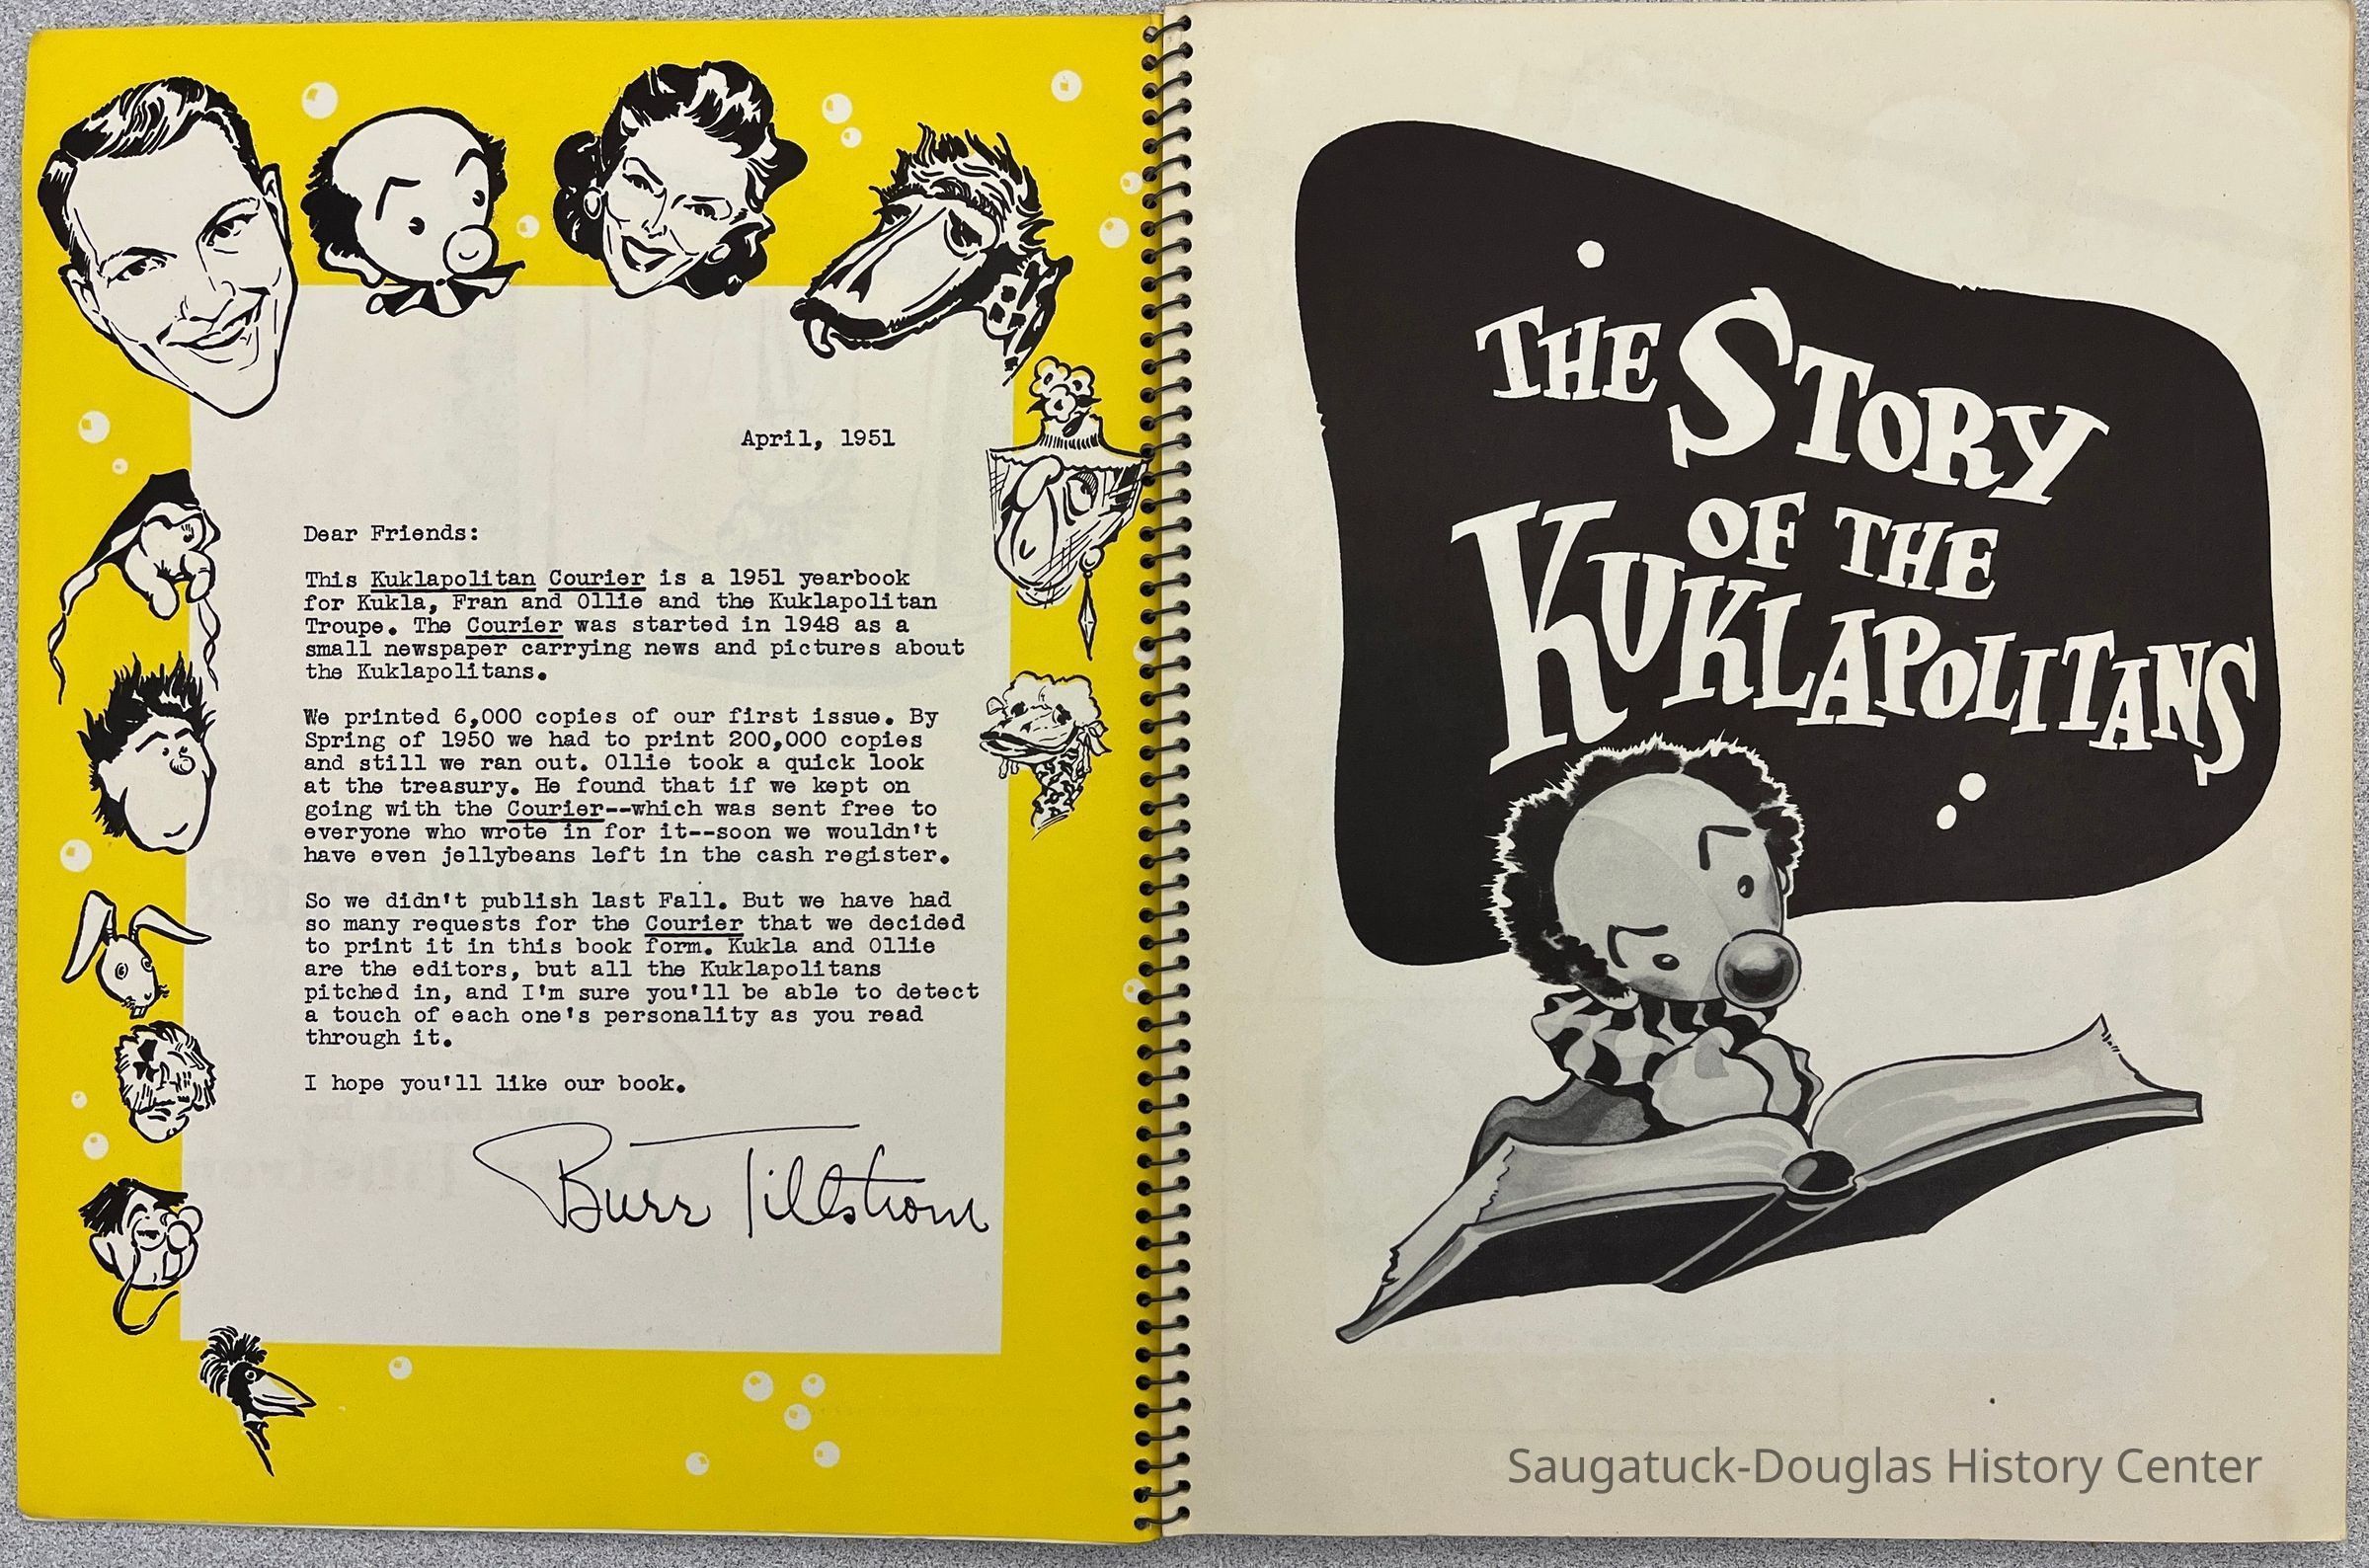 April, 1951
Dear Friends:
This Kuklapolitan Courier is a 1951 yearbook
for Kukla, Fran and Ollie and the Kuklapolitan
Troupe. The Courier was started in 1948 as a
small newspaper carrying news and pictures about
the Kuklapolitans.
We printed 6,000 copies of our first issue. By
Spring of 1950 we had to print 200,000 copies
and still we ran out. Ollie took a quick look
at the treasury. He found that if we kept on
going with the Courier--which was sent free to
everyone who wrote in for it--soon we wouldn't
have even jellybeans left in the cash register.
So we didn't publish last Fall. But we have had
so many requests for the Courier that we decided
to print it in this book form. Kukla and Ollie
are the editors, but all the Kuklapolitans
pitched in, and I'm sure you'll be able to detect
a touch of each one's personality as you read
through it.
I hope you'll like our book.
Burr Tillstrom
THE STORY
OF THE
KUKLAPOLITANS
Saugatuck-Douglas History Center